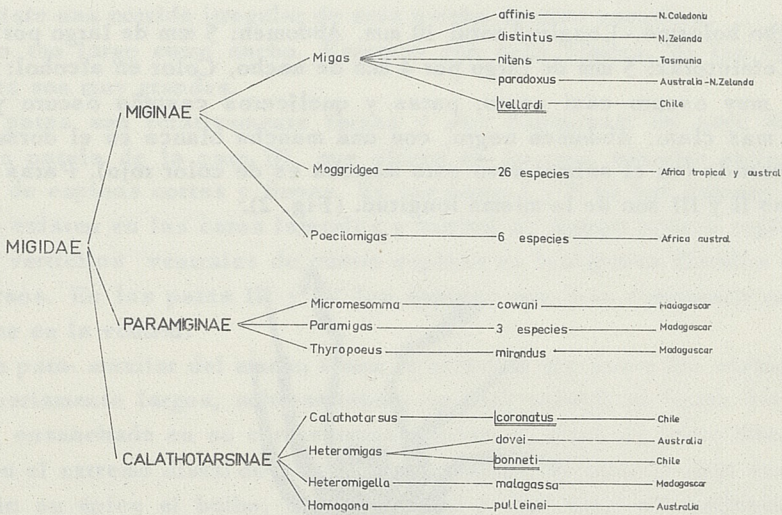 affinis N. Caledonia
distintus N. Zelanda
Migas nitens Tasmania
paradoxus Australia - N. Zelanda
MIGINAE vellardi Chile
Moggridgea 26 especies Africa tropical y austral
Poecilomigas 6 especies Africa austral
MIGIDAE
Micromesomma cowani Madagascar
PARAMIGINAE Paramigas 3 especies Madagascar
Thyropoeus mirandus Madagascar
Calathotarsus coronatus Chile
dovei Australia
CALATHOTARSINAE Heteromigas bonneti Chile
Heteromigella malagassa Madagascar
Homogona pulleinei Australia